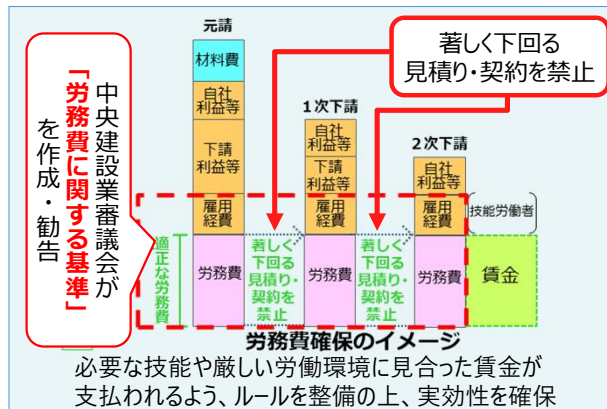 中央建設業審議会が
「労務費に関する基準」
を作成・勧告
著しく下回る
見積り・契約を禁止
元請
材料費
自社
利益等
下請
利益等
雇用
経費
労務費
適正な労務費
著しく
下回る
見積り・
契約を
禁止
1次下請
自社
利益等
下請
利益等
雇用
経費
労務費
著しく
下回る
見積り・
契約を
禁止
2次下請
自社
利益等
雇用
経費
労務費
技能労働者
賃金
労務費確保のイメージ
必要な技能や厳しい労働環境に見合った賃金が
支払われるよう、ルールを整備の上、実効性を確保